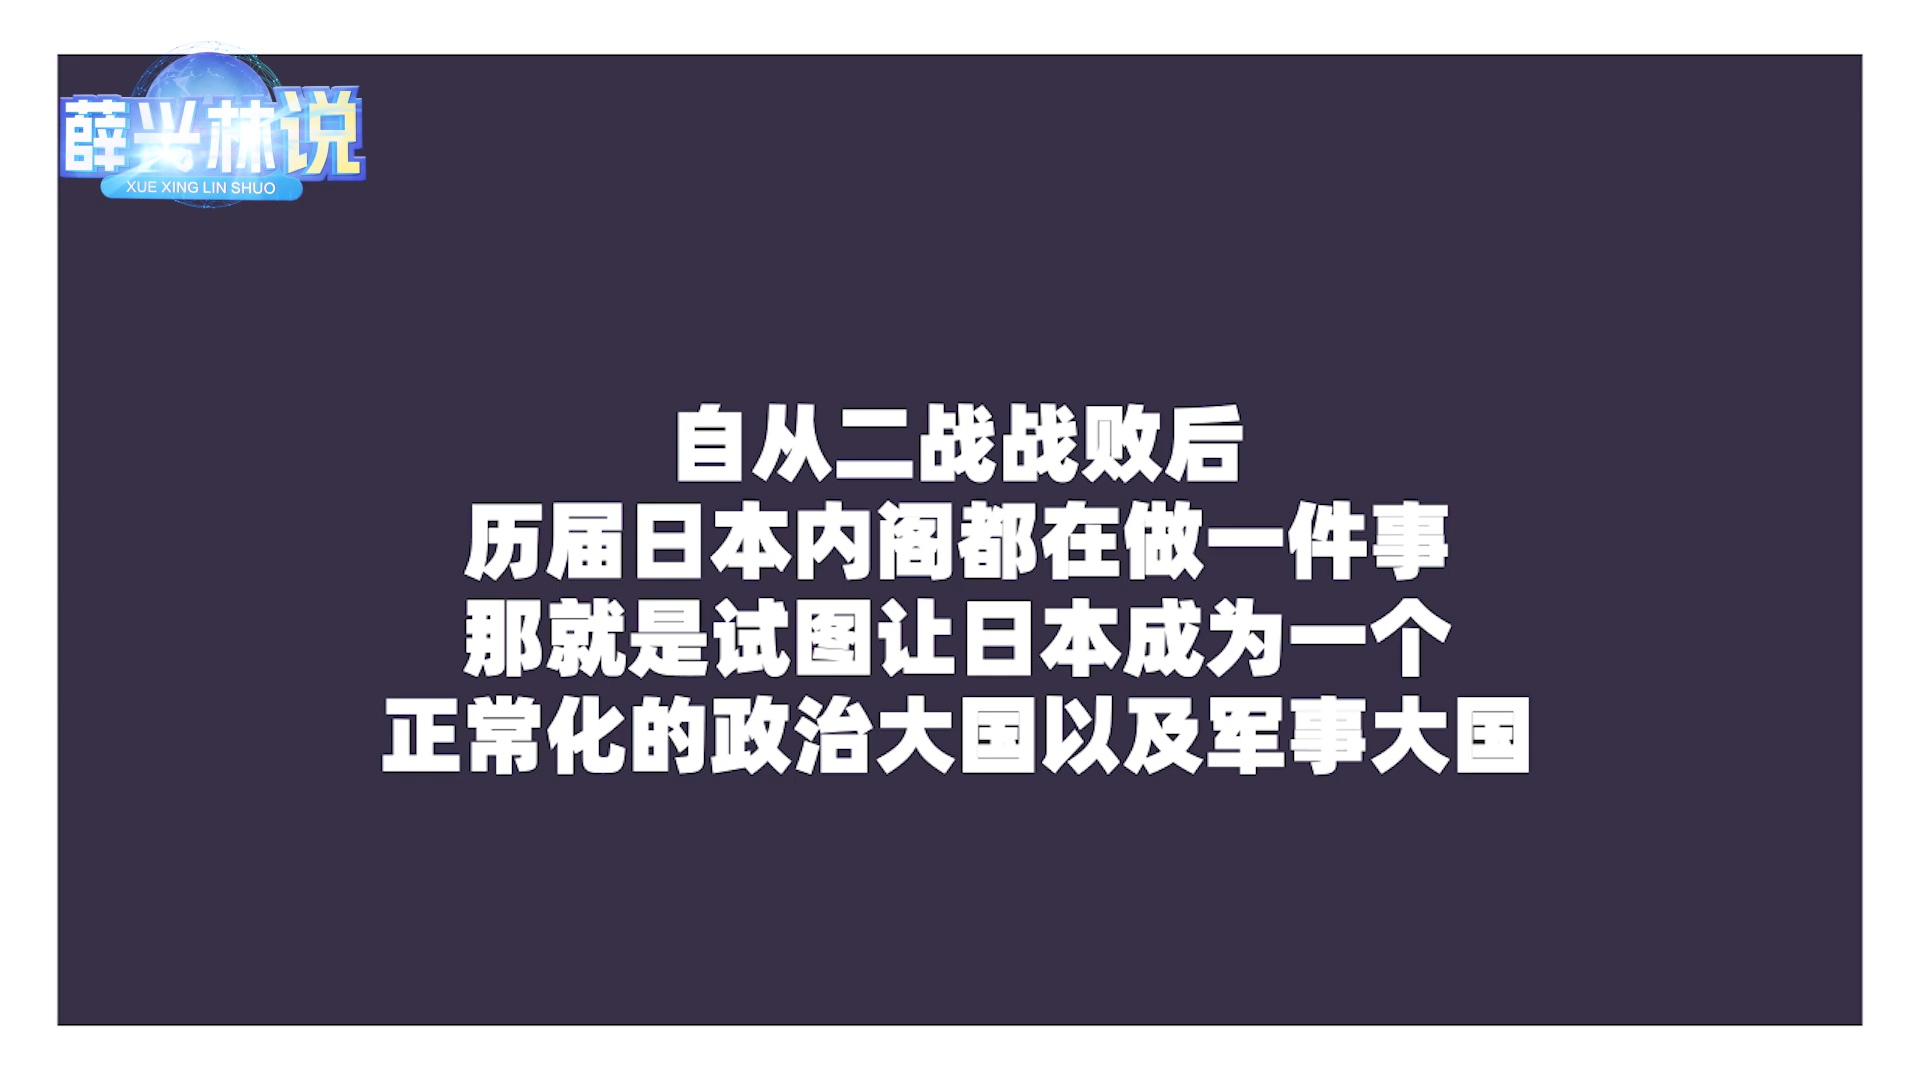 薛兴林说
XUE XING LIN SHUO
自从二战战败后
历届日本内阁都在做一件事
那就是试图让日本成为一个
正常化的政治大国以及军事大国